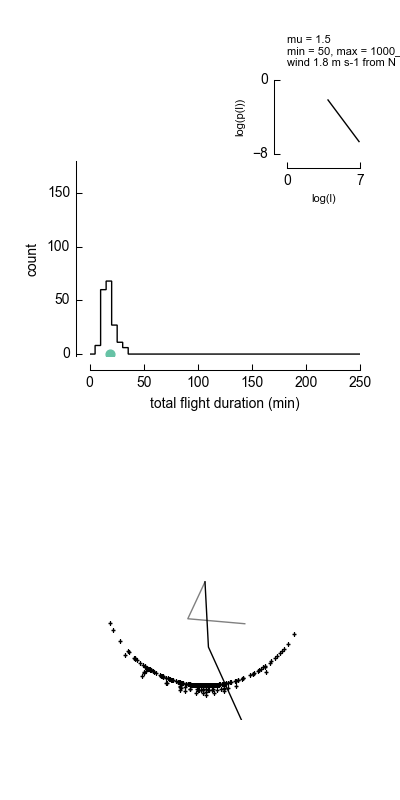 mu = 1.5
min = 50, max = 1000_
wind 1.8 m s-1 from N
0
log(p(l))
−8
0
7
log(l)
150
100
count
50
0
0
50
100
150
200
250
total flight duration (min)